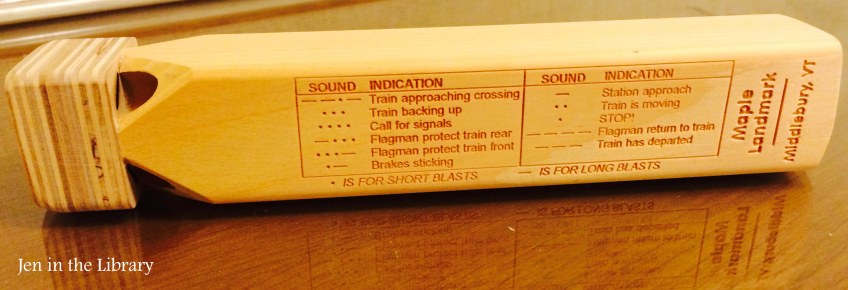 SOUND INDICATION
— — • — Train approaching crossing
• • • Train backing up
• • • • Call for signals
— • • • Flagman protect train rear
• • • — Flagman protect train front
• — Brakes sticking
SOUND INDICATION
— Station approach
• • Train is moving
• STOP!
— — — — Flagman return to train
— — Train has departed
• IS FOR SHORT BLASTS — IS FOR LONG BLASTS
Maple
Landmark
Middlebury, VT
Jen in the Library